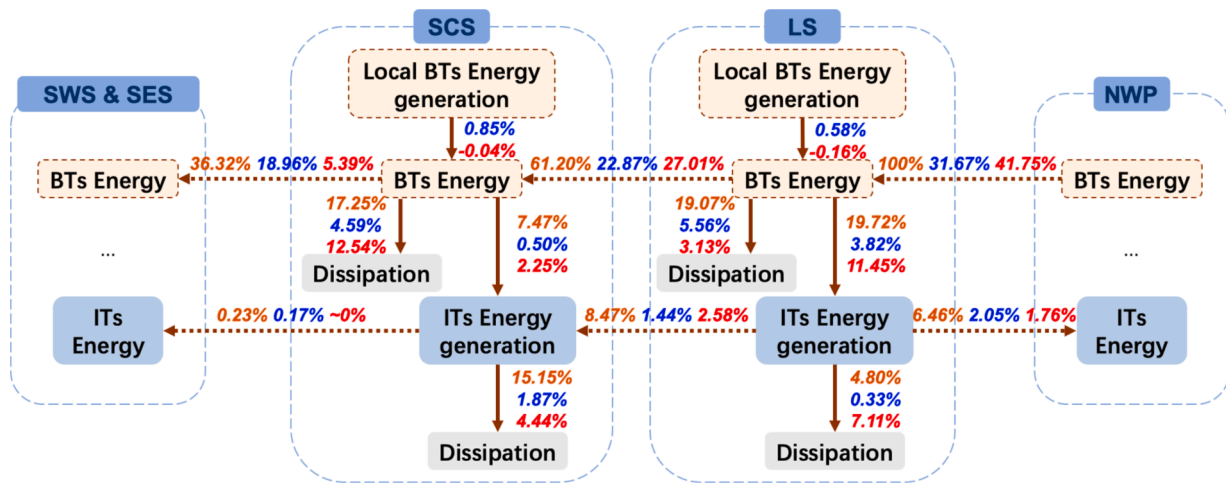 SCS
LS
SWS & SES
NWP
Local BTs Energy
generation
Local BTs Energy
generation
0.85%
-0.04%
0.58%
-0.16%
36.32% 18.96% 5.39%
61.20% 22.87% 27.01%
100% 31.67% 41.75%
BTs Energy
BTs Energy
BTs Energy
BTs Energy
17.25%
4.59%
12.54%
7.47%
0.50%
2.25%
19.07%
5.56%
3.13%
19.72%
3.82%
11.45%
...
Dissipation
Dissipation
...
ITs
Energy
0.23% 0.17% ~0%
ITs Energy
generation
8.47% 1.44% 2.58%
ITs Energy
generation
6.46% 2.05% 1.76%
ITs
Energy
15.15%
1.87%
4.44%
4.80%
0.33%
7.11%
Dissipation
Dissipation